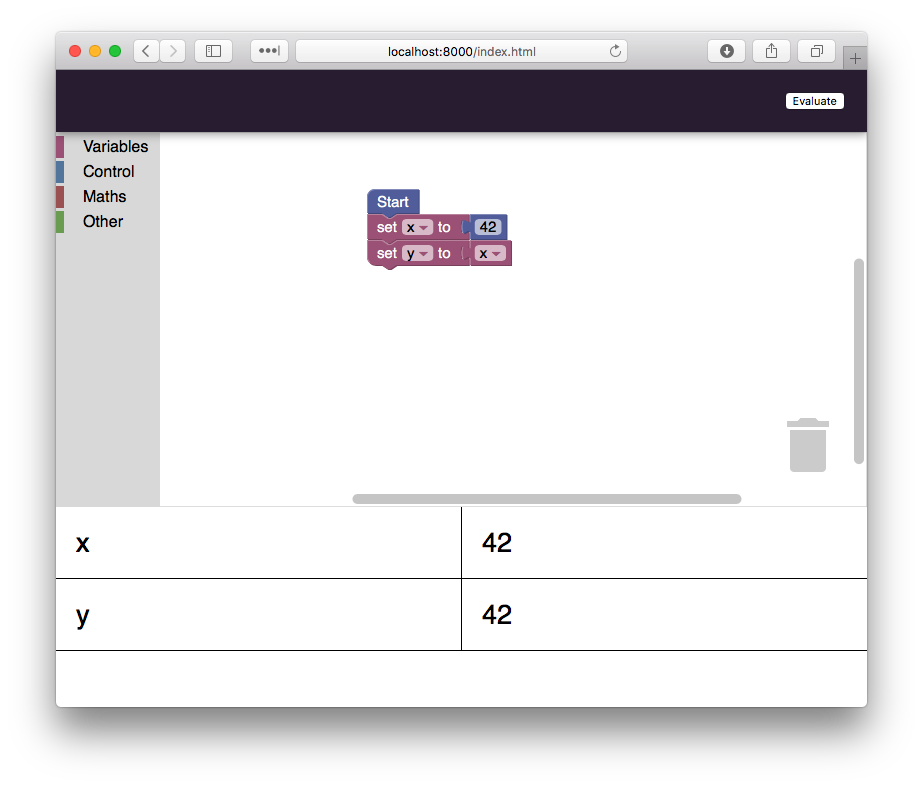 localhost:8000/index.html
Evaluate
Variables
Control
Maths
Other
Start
set x to 42
set y to x
x 42
y 42